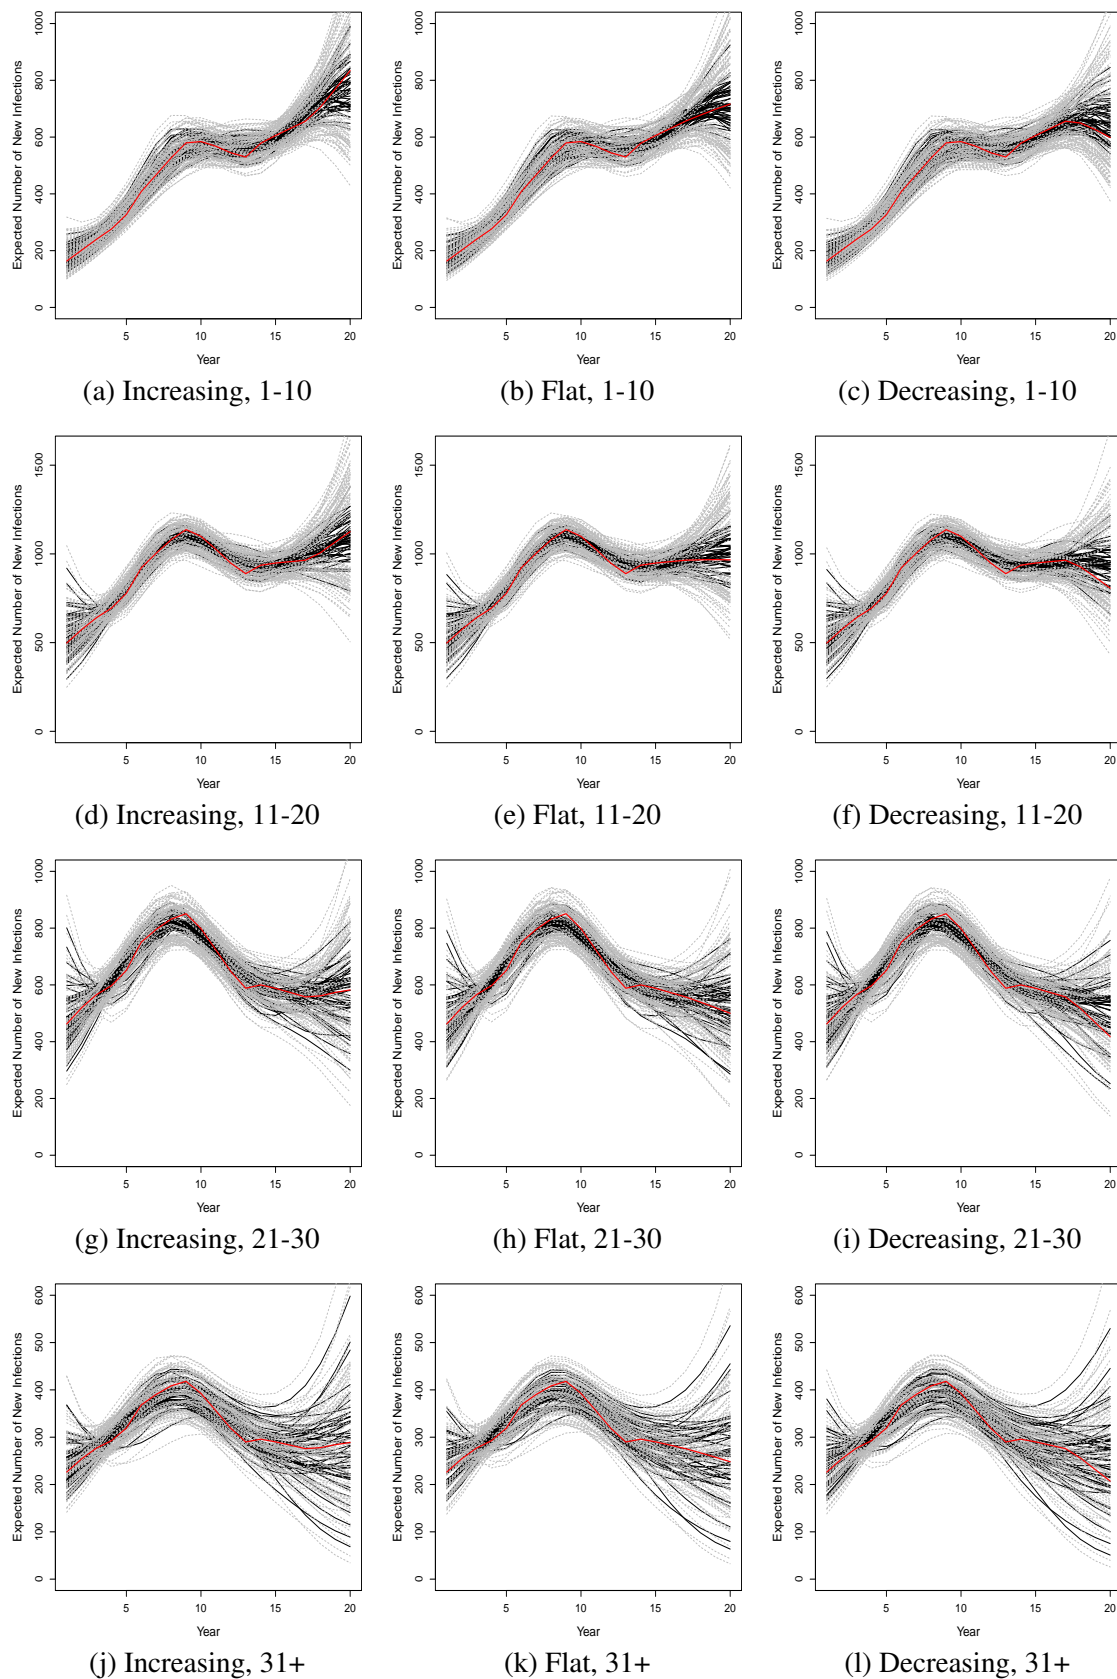 Expected Number of New Infections
0 200 400 600 800 1000
5 10 15 20
Year
(a) Increasing, 1-10
Expected Number of New Infections
0 200 400 600 800 1000
5 10 15 20
Year
(b) Flat, 1-10
Expected Number of New Infections
0 200 400 600 800 1000
5 10 15 20
Year
(c) Decreasing, 1-10
Expected Number of New Infections
0 500 1000 1500
5 10 15 20
Year
(d) Increasing, 11-20
Expected Number of New Infections
0 500 1000 1500
5 10 15 20
Year
(e) Flat, 11-20
Expected Number of New Infections
0 500 1000 1500
5 10 15 20
Year
(f) Decreasing, 11-20
Expected Number of New Infections
0 200 400 600 800 1000
5 10 15 20
Year
(g) Increasing, 21-30
Expected Number of New Infections
0 200 400 600 800 1000
5 10 15 20
Year
(h) Flat, 21-30
Expected Number of New Infections
0 200 400 600 800 1000
5 10 15 20
Year
(i) Decreasing, 21-30
Expected Number of New Infections
0 100 200 300 400 500 600
5 10 15 20
Year
(j) Increasing, 31+
Expected Number of New Infections
0 100 200 300 400 500 600
5 10 15 20
Year
(k) Flat, 31+
Expected Number of New Infections
0 100 200 300 400 500 600
5 10 15 20
Year
(l) Decreasing, 31+